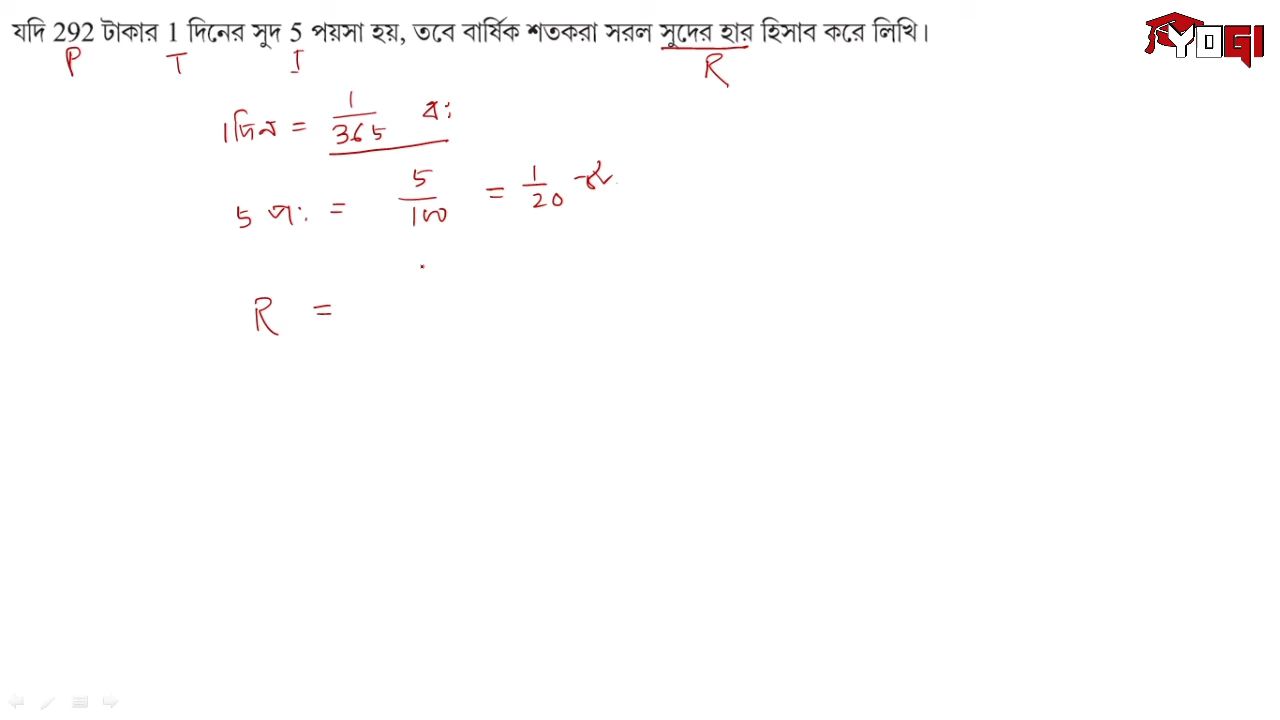 যদি 292 টাকার 1 দিনের সুদ 5 পয়সা হয়, তবে বার্ষিক শতকরা সরল সুদের হার হিসাব করে লিখি।
P T I R
YOGI
1দিন = 1/365 ব:
5 প: = 5/100 = 1/20
R =